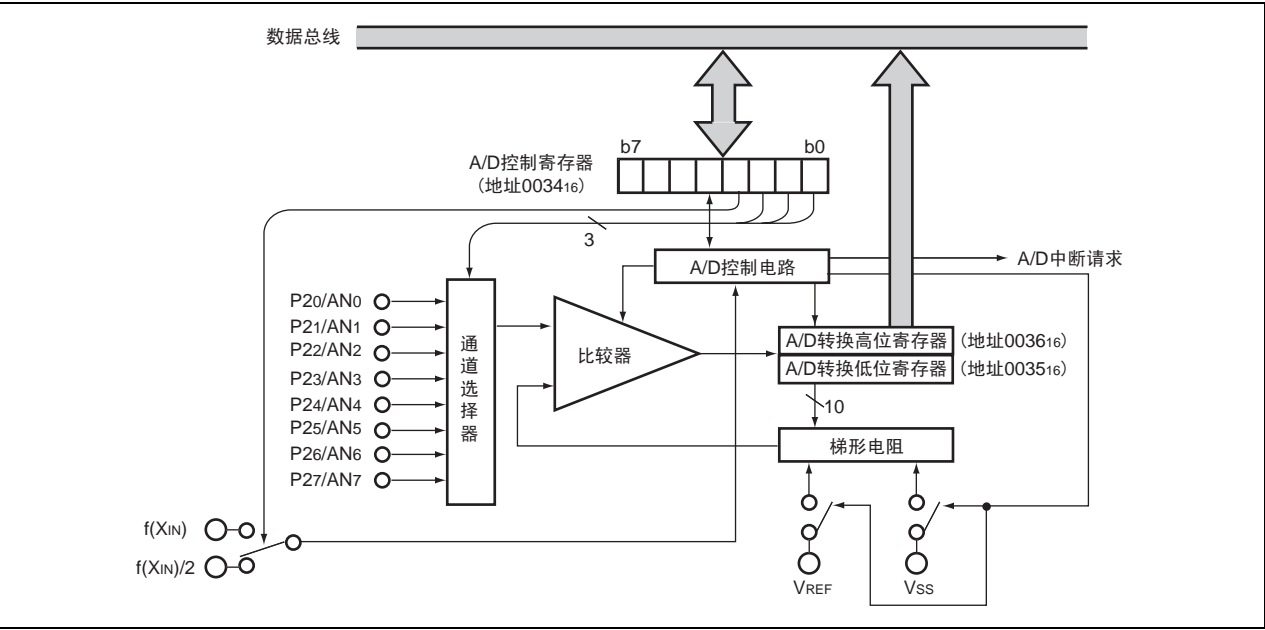 数据总线
b7 b0
A/D控制寄存器
（地址003416）
3
A/D控制电路
A/D中断请求
P20/AN0
P21/AN1
P22/AN2
P23/AN3
P24/AN4
P25/AN5
P26/AN6
P27/AN7
通道选择器
比较器
A/D转换高位寄存器 （地址003616）
A/D转换低位寄存器 （地址003516）
10
梯形电阻
f(XIN)
f(XIN)/2
VREF
VSS